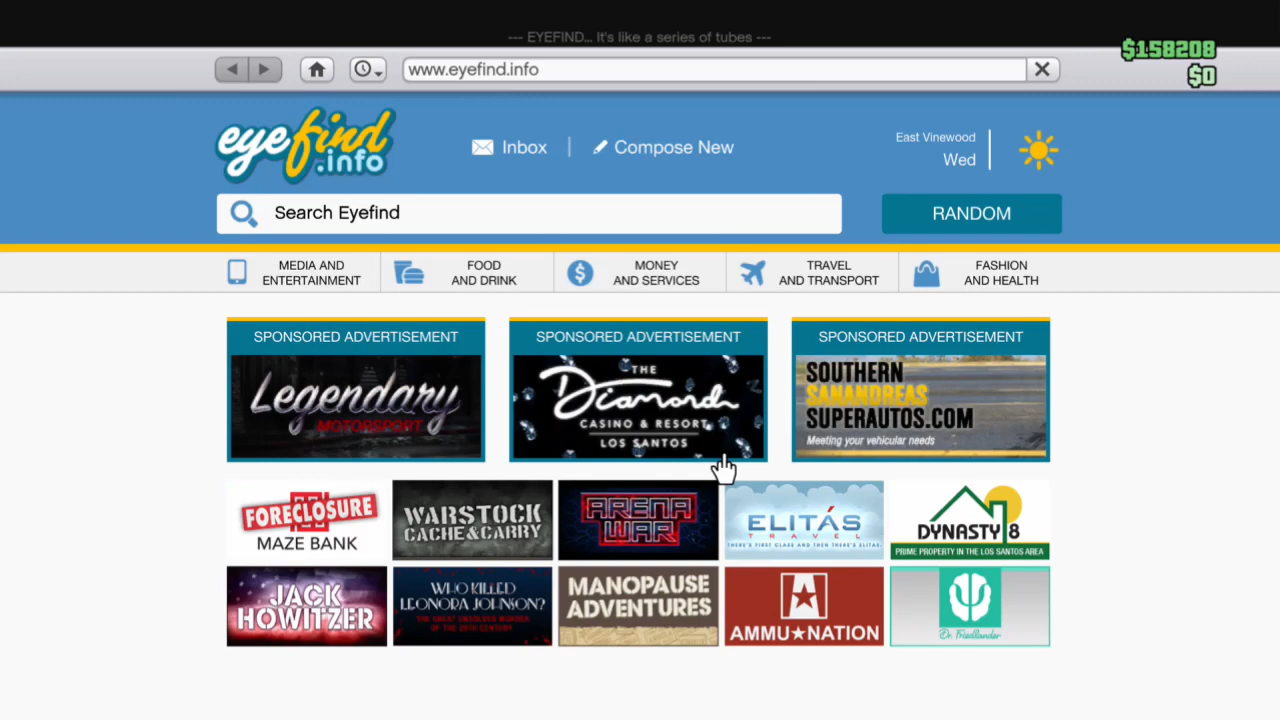 --- EYEFIND... It's like a series of tubes ---
$158208
www.eyefind.info
$0
eyefind
.info
Inbox
Compose New
East Vinewood
Wed
Search Eyefind
RANDOM
MEDIA AND
ENTERTAINMENT
FOOD
AND DRINK
MONEY
AND SERVICES
TRAVEL
AND TRANSPORT
FASHION
AND HEALTH
SPONSORED ADVERTISEMENT
Legendary
MOTORSPORT
SPONSORED ADVERTISEMENT
THE
Diamond
CASINO & RESORT
LOS SANTOS
SPONSORED ADVERTISEMENT
SOUTHERN
SANANDREAS
SUPERAUTOS.COM
Meeting your vehicular needs
FORECLOSURE
MAZE BANK
WARSTOCK
CACHE&CARRY
ARENA
WAR
ELITÁS
TRAVEL
THERE'S FIRST CLASS AND THEN THERE'S ELITAS.
DYNASTY 8
PRIME PROPERTY IN THE LOS SANTOS AREA
JACK
HOWITZER
WHO KILLED
LEONORA JOHNSON?
THE GREAT UNSOLVED MURDER
OF THE 20TH CENTURY
MANOPAUSE
ADVENTURES
AMMU★NATION
Dr. Friedlander